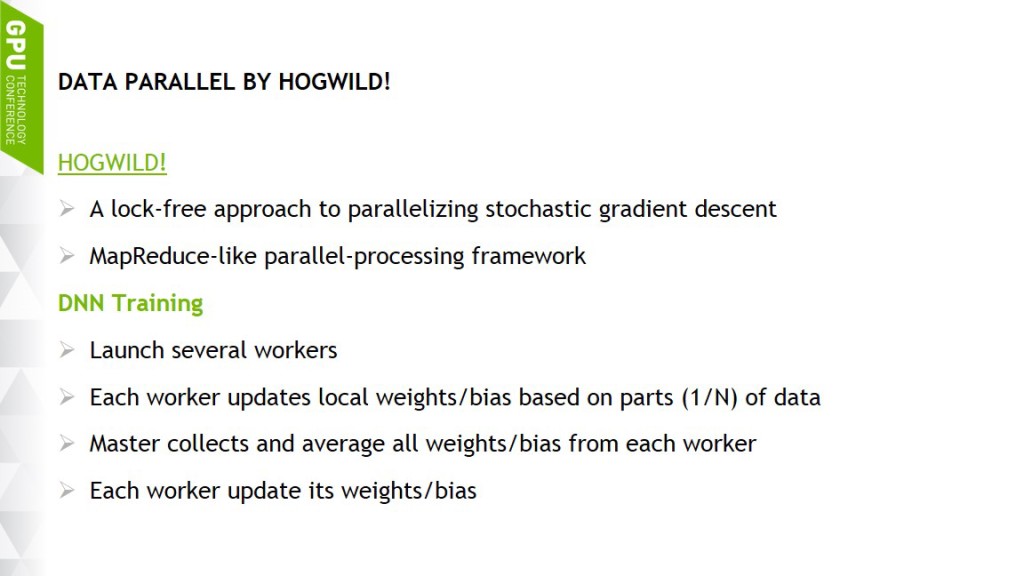 GPU TECHNOLOGY
CONFERENCE
DATA PARALLEL BY HOGWILD!
HOGWILD!
A lock-free approach to parallelizing stochastic gradient descent
MapReduce-like parallel-processing framework
DNN Training
Launch several workers
Each worker updates local weights/bias based on parts (1/N) of data
Master collects and average all weights/bias from each worker
Each worker update its weights/bias